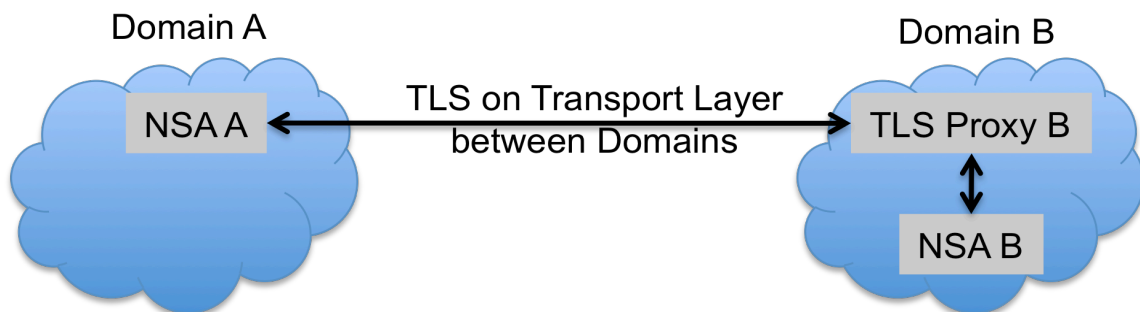 Domain A
Domain B
NSA A
TLS on Transport Layer
between Domains
TLS Proxy B
NSA B